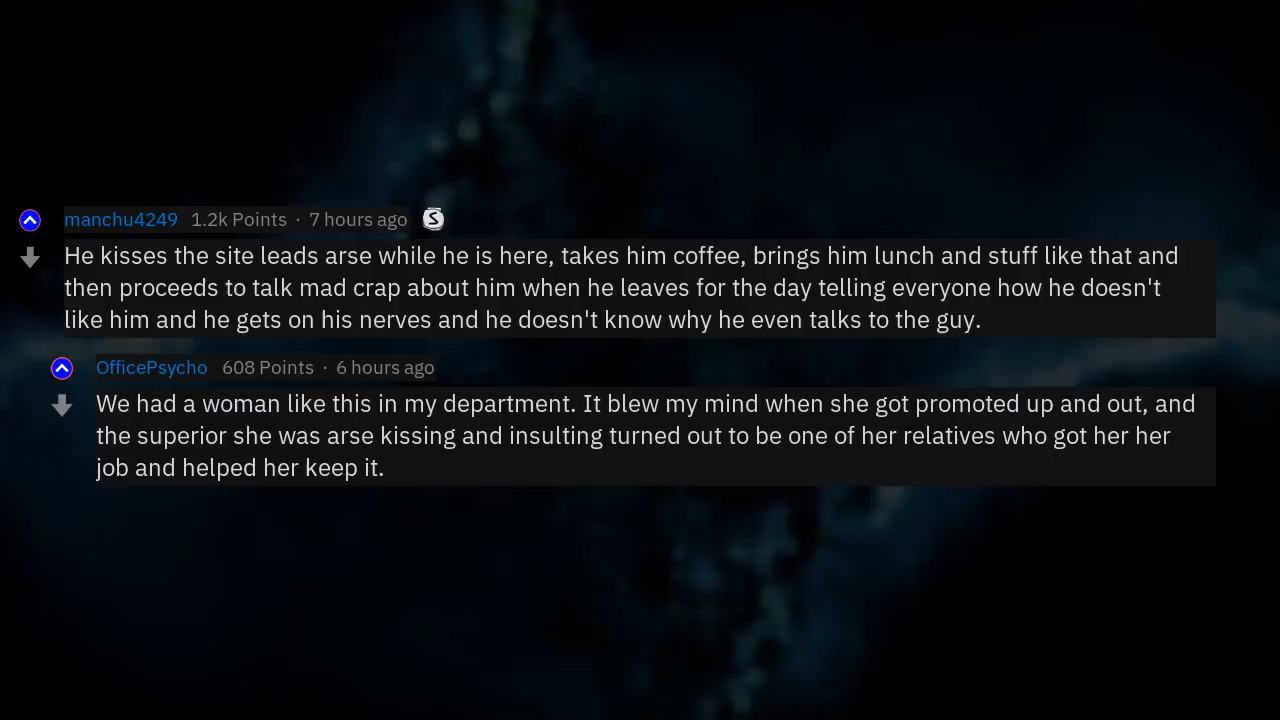 manchu4249 1.2k Points · 7 hours ago S
He kisses the site leads arse while he is here, takes him coffee, brings him lunch and stuff like that and
then proceeds to talk mad crap about him when he leaves for the day telling everyone how he doesn't
like him and he gets on his nerves and he doesn't know why he even talks to the guy.
OfficePsycho 608 Points · 6 hours ago
We had a woman like this in my department. It blew my mind when she got promoted up and out, and
the superior she was arse kissing and insulting turned out to be one of her relatives who got her her
job and helped her keep it.